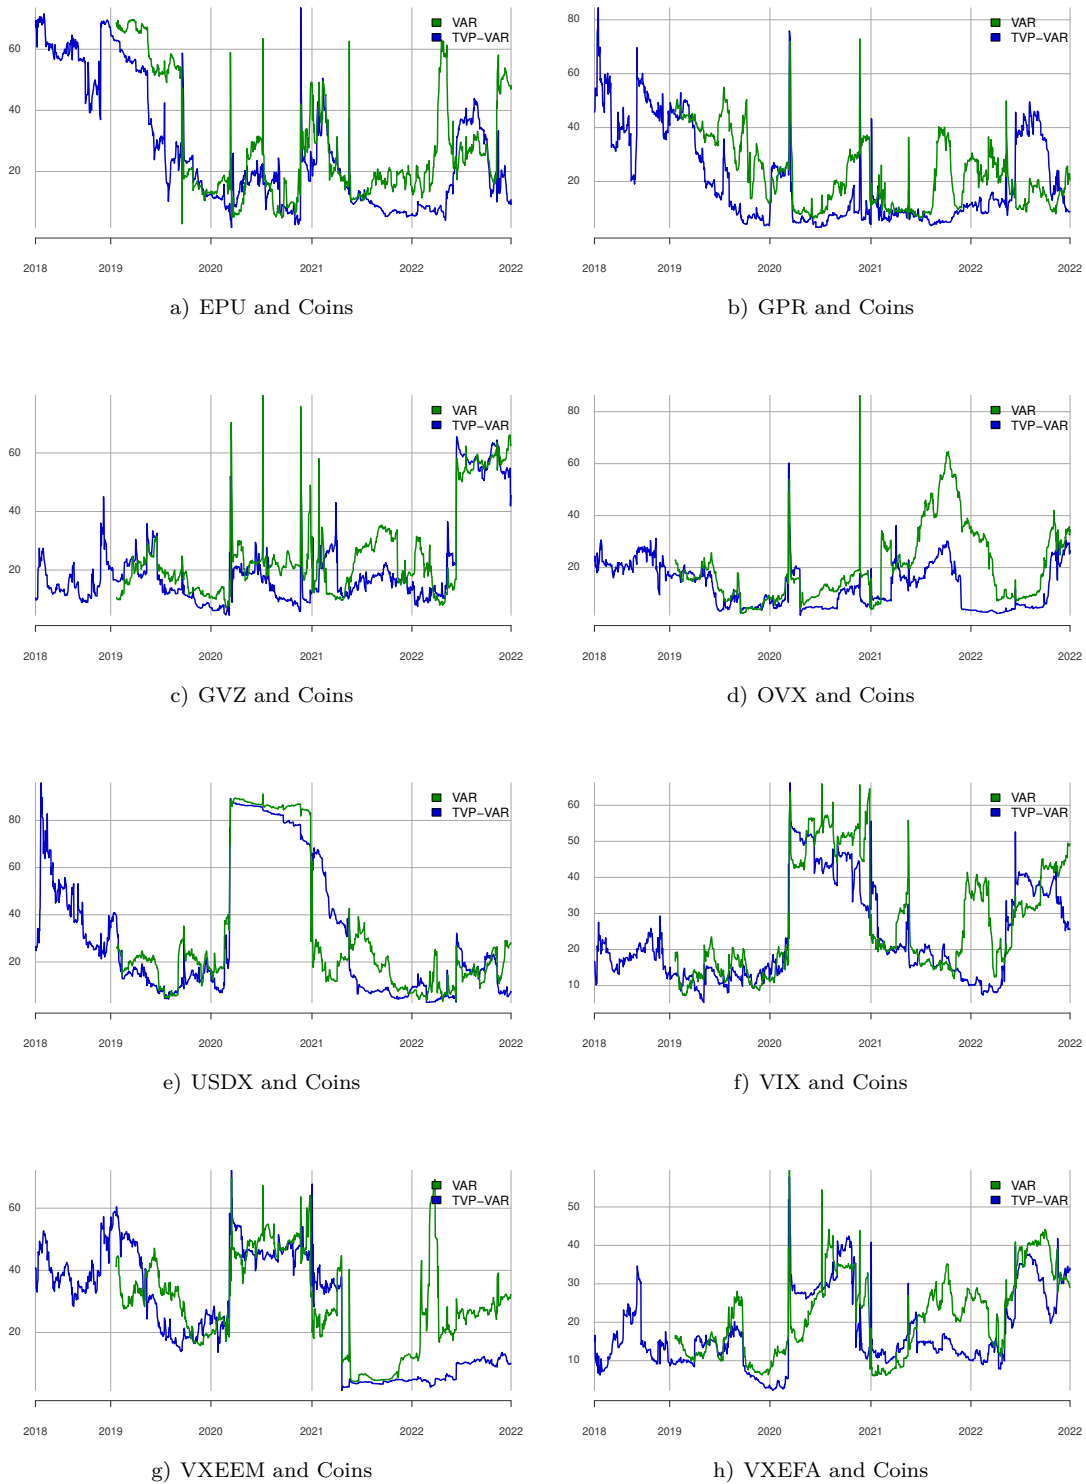 VAR
TVP-VAR
60
40
20
2018 2019 2020 2021 2022 2022
a) EPU and Coins
VAR
TVP-VAR
80
60
40
20
2018 2020 2021 2022 2022
b) GPR and Coins
VAR
TVP-VAR
60
40
20
2018 2019 2020 2021 2022 2022
c) GVZ and Coins
VAR
TVP-VAR
80
60
40
20
2018 2020 2021 2022 2022
d) OVX and Coins
VAR
TVP-VAR
80
60
40
20
2018 2019 2020 2021 2022 2022
e) USDX and Coins
VAR
TVP-VAR
60
50
40
30
20
10
2018 2020 2021 2022 2022
f) VIX and Coins
VAR
TVP-VAR
60
40
20
2018 2019 2020 2021 2022 2022
g) VXEEM and Coins
VAR
TVP-VAR
50
40
30
20
10
2018 2020 2021 2022 2022
h) VXEFA and Coins